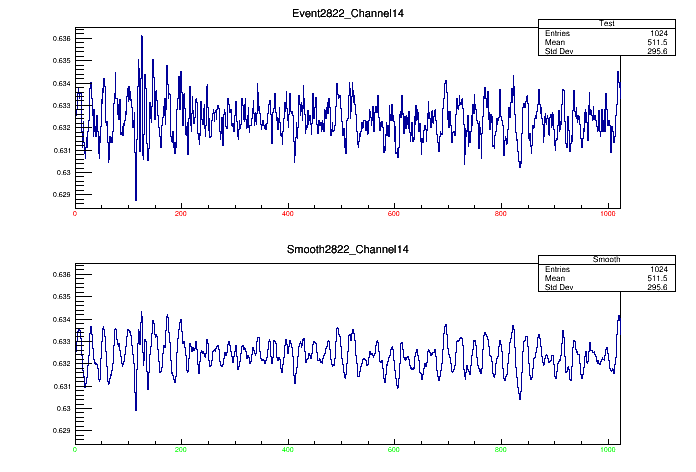 Event2822_Channel14
Test
Entries 1024
Mean 511.5
Std Dev 295.6
0.636
0.635
0.634
0.633
0.632
0.631
0.63
0.629
0 200 400 600 800 1000
Smooth2822_Channel14
Smooth
Entries 1024
Mean 511.5
Std Dev 295.6
0.636
0.635
0.634
0.633
0.632
0.631
0.63
0.629
0 200 400 600 800 1000